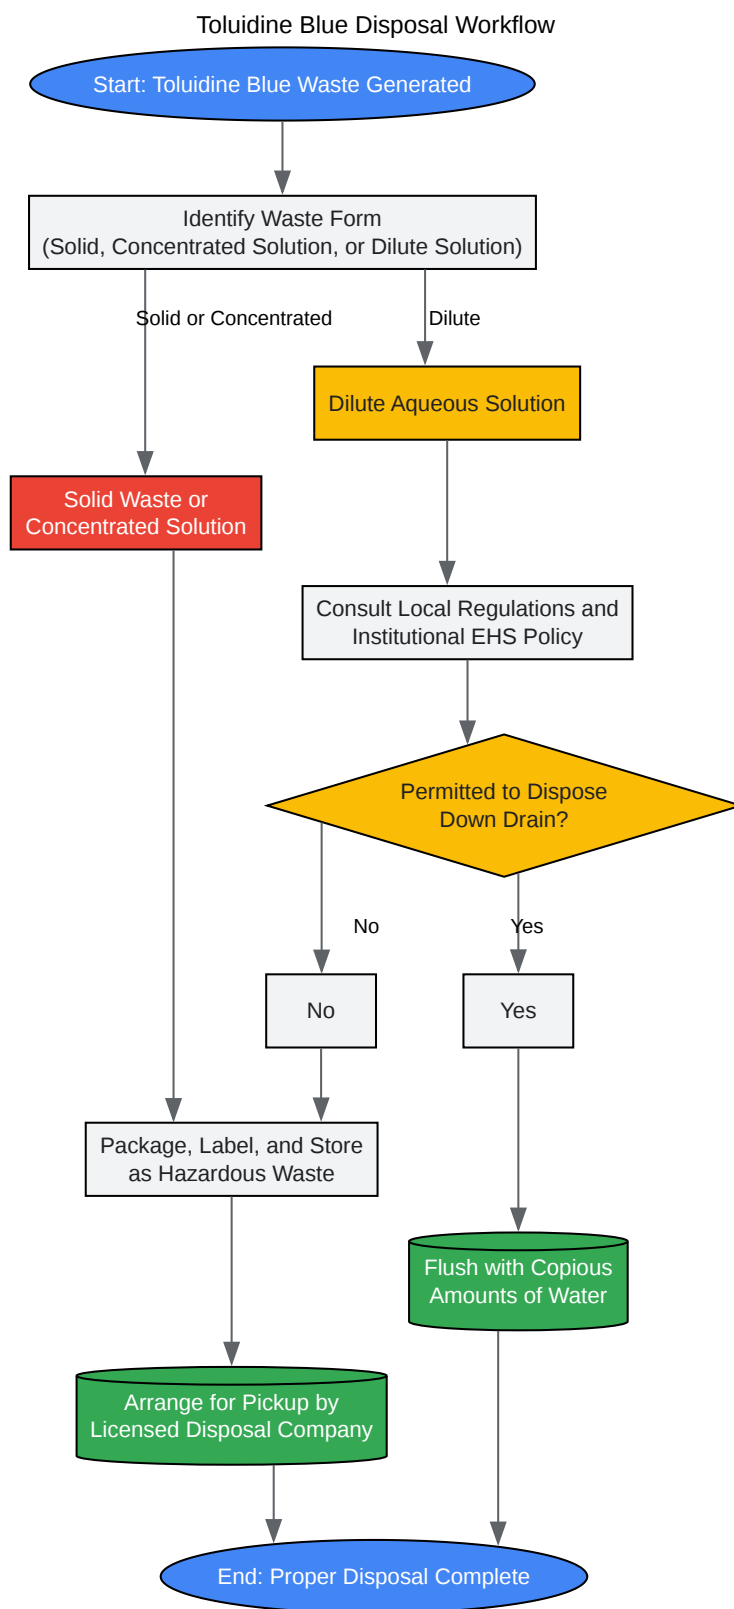 Toluidine Blue Disposal Workflow
Start: Toluidine Blue Waste Generated
Identify Waste Form
(Solid, Concentrated Solution, or Dilute Solution)
Solid or Concentrated
Dilute
Dilute Aqueous Solution
Solid Waste or
Concentrated Solution
Consult Local Regulations and
Institutional EHS Policy
Permitted to Dispose
Down Drain?
No
Yes
No
Yes
Package, Label, and Store
as Hazardous Waste
Flush with Copious
Amounts of Water
Arrange for Pickup by
Licensed Disposal Company
End: Proper Disposal Complete